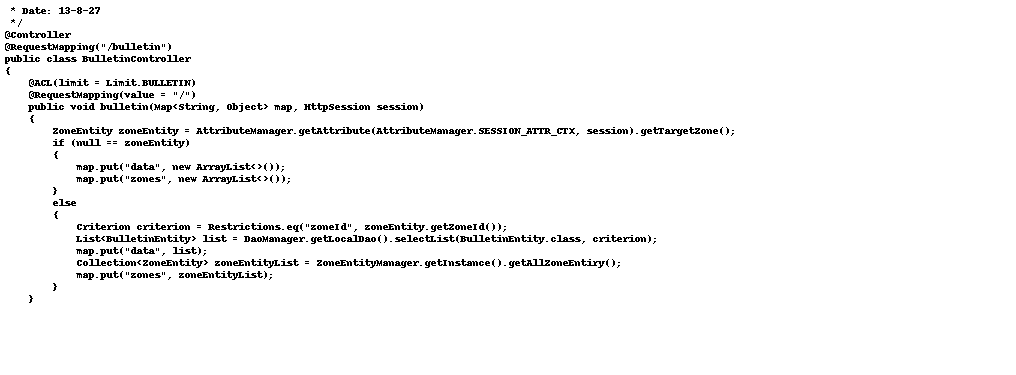 * Date: 13-8-27
 */
@Controller
@RequestMapping("/bulletin")
public class BulletinController
{
    @ACL(limit = Limit.BULLETIN)
    @RequestMapping(value = "/")
    public void bulletin(Map<String, Object> map, HttpSession session)
    {
        ZoneEntity zoneEntity = AttributeManager.getAttribute(AttributeManager.SESSION_ATTR_CTX, session).getTargetZone();
        if (null == zoneEntity)
        {
            map.put("data", new ArrayList<>());
            map.put("zones", new ArrayList<>());
        }
        else
        {
            Criterion criterion = Restrictions.eq("zoneId", zoneEntity.getZoneId());
            List<BulletinEntity> list = DaoManager.getLocalDao().selectList(BulletinEntity.class, criterion);
            map.put("data", list);
            Collection<ZoneEntity> zoneEntityList = ZoneEntityManager.getInstance().getAllZoneEntiry();
            map.put("zones", zoneEntityList);
        }
    }